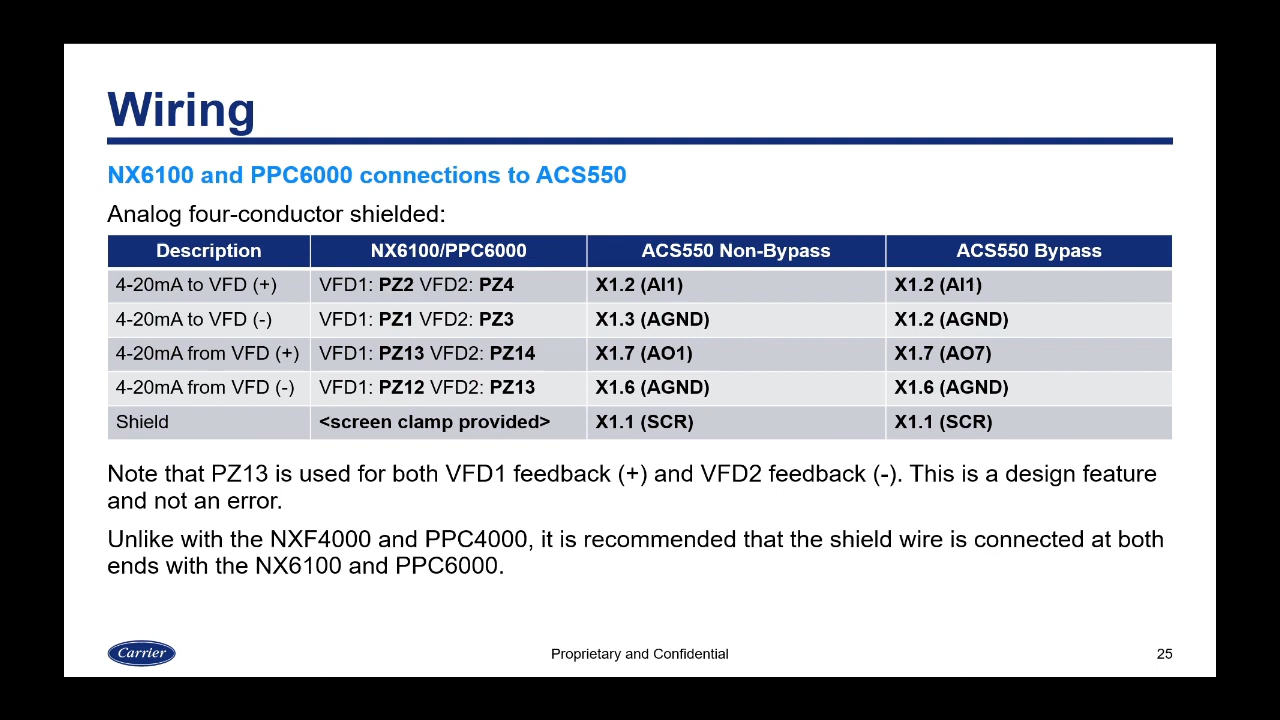 Wiring
NX6100 and PPC6000 connections to ACS550
Analog four-conductor shielded:
Description NX6100/PPC6000 ACS550 Non-Bypass ACS550 Bypass
4-20mA to VFD (+) VFD1: PZ2 VFD2: PZ4 X1.2 (AI1) X1.2 (AI1)
4-20mA to VFD (-) VFD1: PZ1 VFD2: PZ3 X1.3 (AGND) X1.2 (AGND)
4-20mA from VFD (+) VFD1: PZ13 VFD2: PZ14 X1.7 (AO1) X1.7 (AO7)
4-20mA from VFD (-) VFD1: PZ12 VFD2: PZ13 X1.6 (AGND) X1.6 (AGND)
Shield <screen clamp provided> X1.1 (SCR) X1.1 (SCR)
Note that PZ13 is used for both VFD1 feedback (+) and VFD2 feedback (-). This is a design feature
and not an error.
Unlike with the NXF4000 and PPC4000, it is recommended that the shield wire is connected at both
ends with the NX6100 and PPC6000.
Carrier Proprietary and Confidential 25